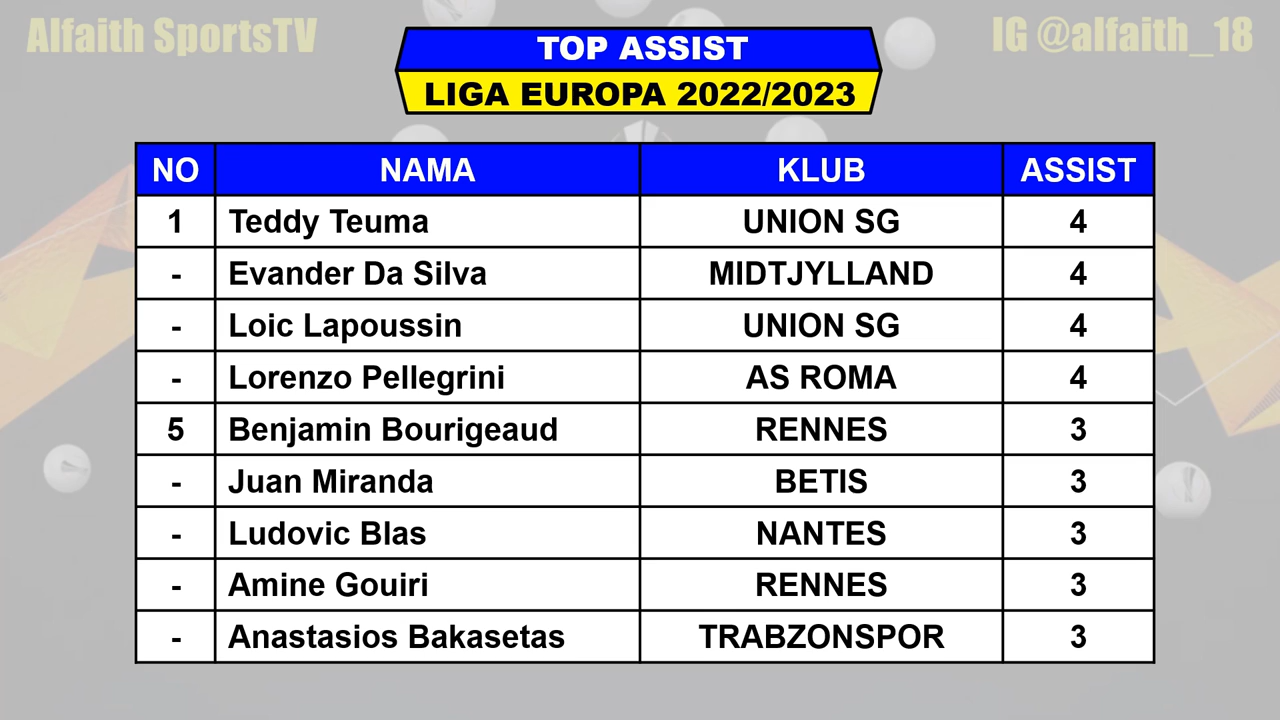 Alfaith SportsTV
IG @alfaith_18
TOP ASSIST
LIGA EUROPA 2022/2023
NO NAMA KLUB ASSIST
1 Teddy Teuma UNION SG 4
- Evander Da Silva MIDTJYLLAND 4
- Loic Lapoussin UNION SG 4
- Lorenzo Pellegrini AS ROMA 4
5 Benjamin Bourigeaud RENNES 3
- Juan Miranda BETIS 3
- Ludovic Blas NANTES 3
- Amine Gouiri RENNES 3
- Anastasios Bakasetas TRABZONSPOR 3